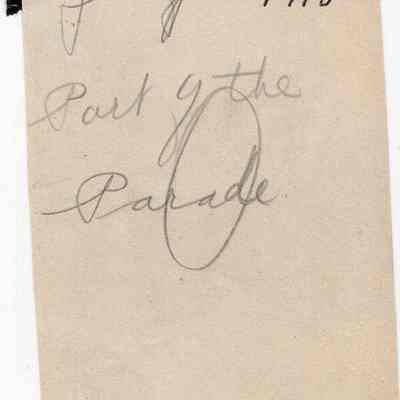 Part of the
Parade